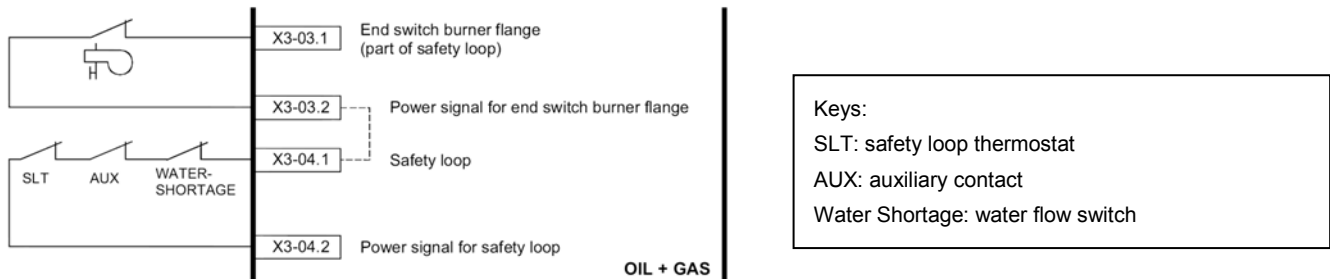 X3-03.1
End switch burner flange
(part of safety loop)
X3-03.2
Power signal for end switch burner flange
X3-04.1
Safety loop
SLT
AUX
WATER-
SHORTAGE
X3-04.2
Power signal for safety loop
OIL + GAS
Keys:
SLT: safety loop thermostat
AUX: auxiliary contact
Water Shortage: water flow switch